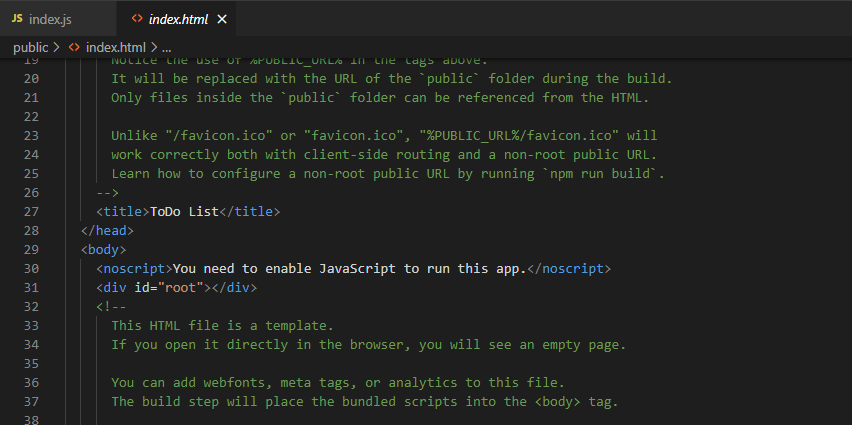 JS index.js
<> index.html ×
public > <> index.html > ...
19 Notice the use of %PUBLIC_URL% in the tags above.
20 It will be replaced with the URL of the `public` folder during the build.
21 Only files inside the `public` folder can be referenced from the HTML.
22
23 Unlike "/favicon.ico" or "favicon.ico", "%PUBLIC_URL%/favicon.ico" will
24 work correctly both with client-side routing and a non-root public URL.
25 Learn how to configure a non-root public URL by running `npm run build`.
26 -->
27 <title>ToDo List</title>
28 </head>
29 <body>
30 <noscript>You need to enable JavaScript to run this app.</noscript>
31 <div id="root"></div>
32 <!--
33 This HTML file is a template.
34 If you open it directly in the browser, you will see an empty page.
35
36 You can add webfonts, meta tags, or analytics to this file.
37 The build step will place the bundled scripts into the <body> tag.
38